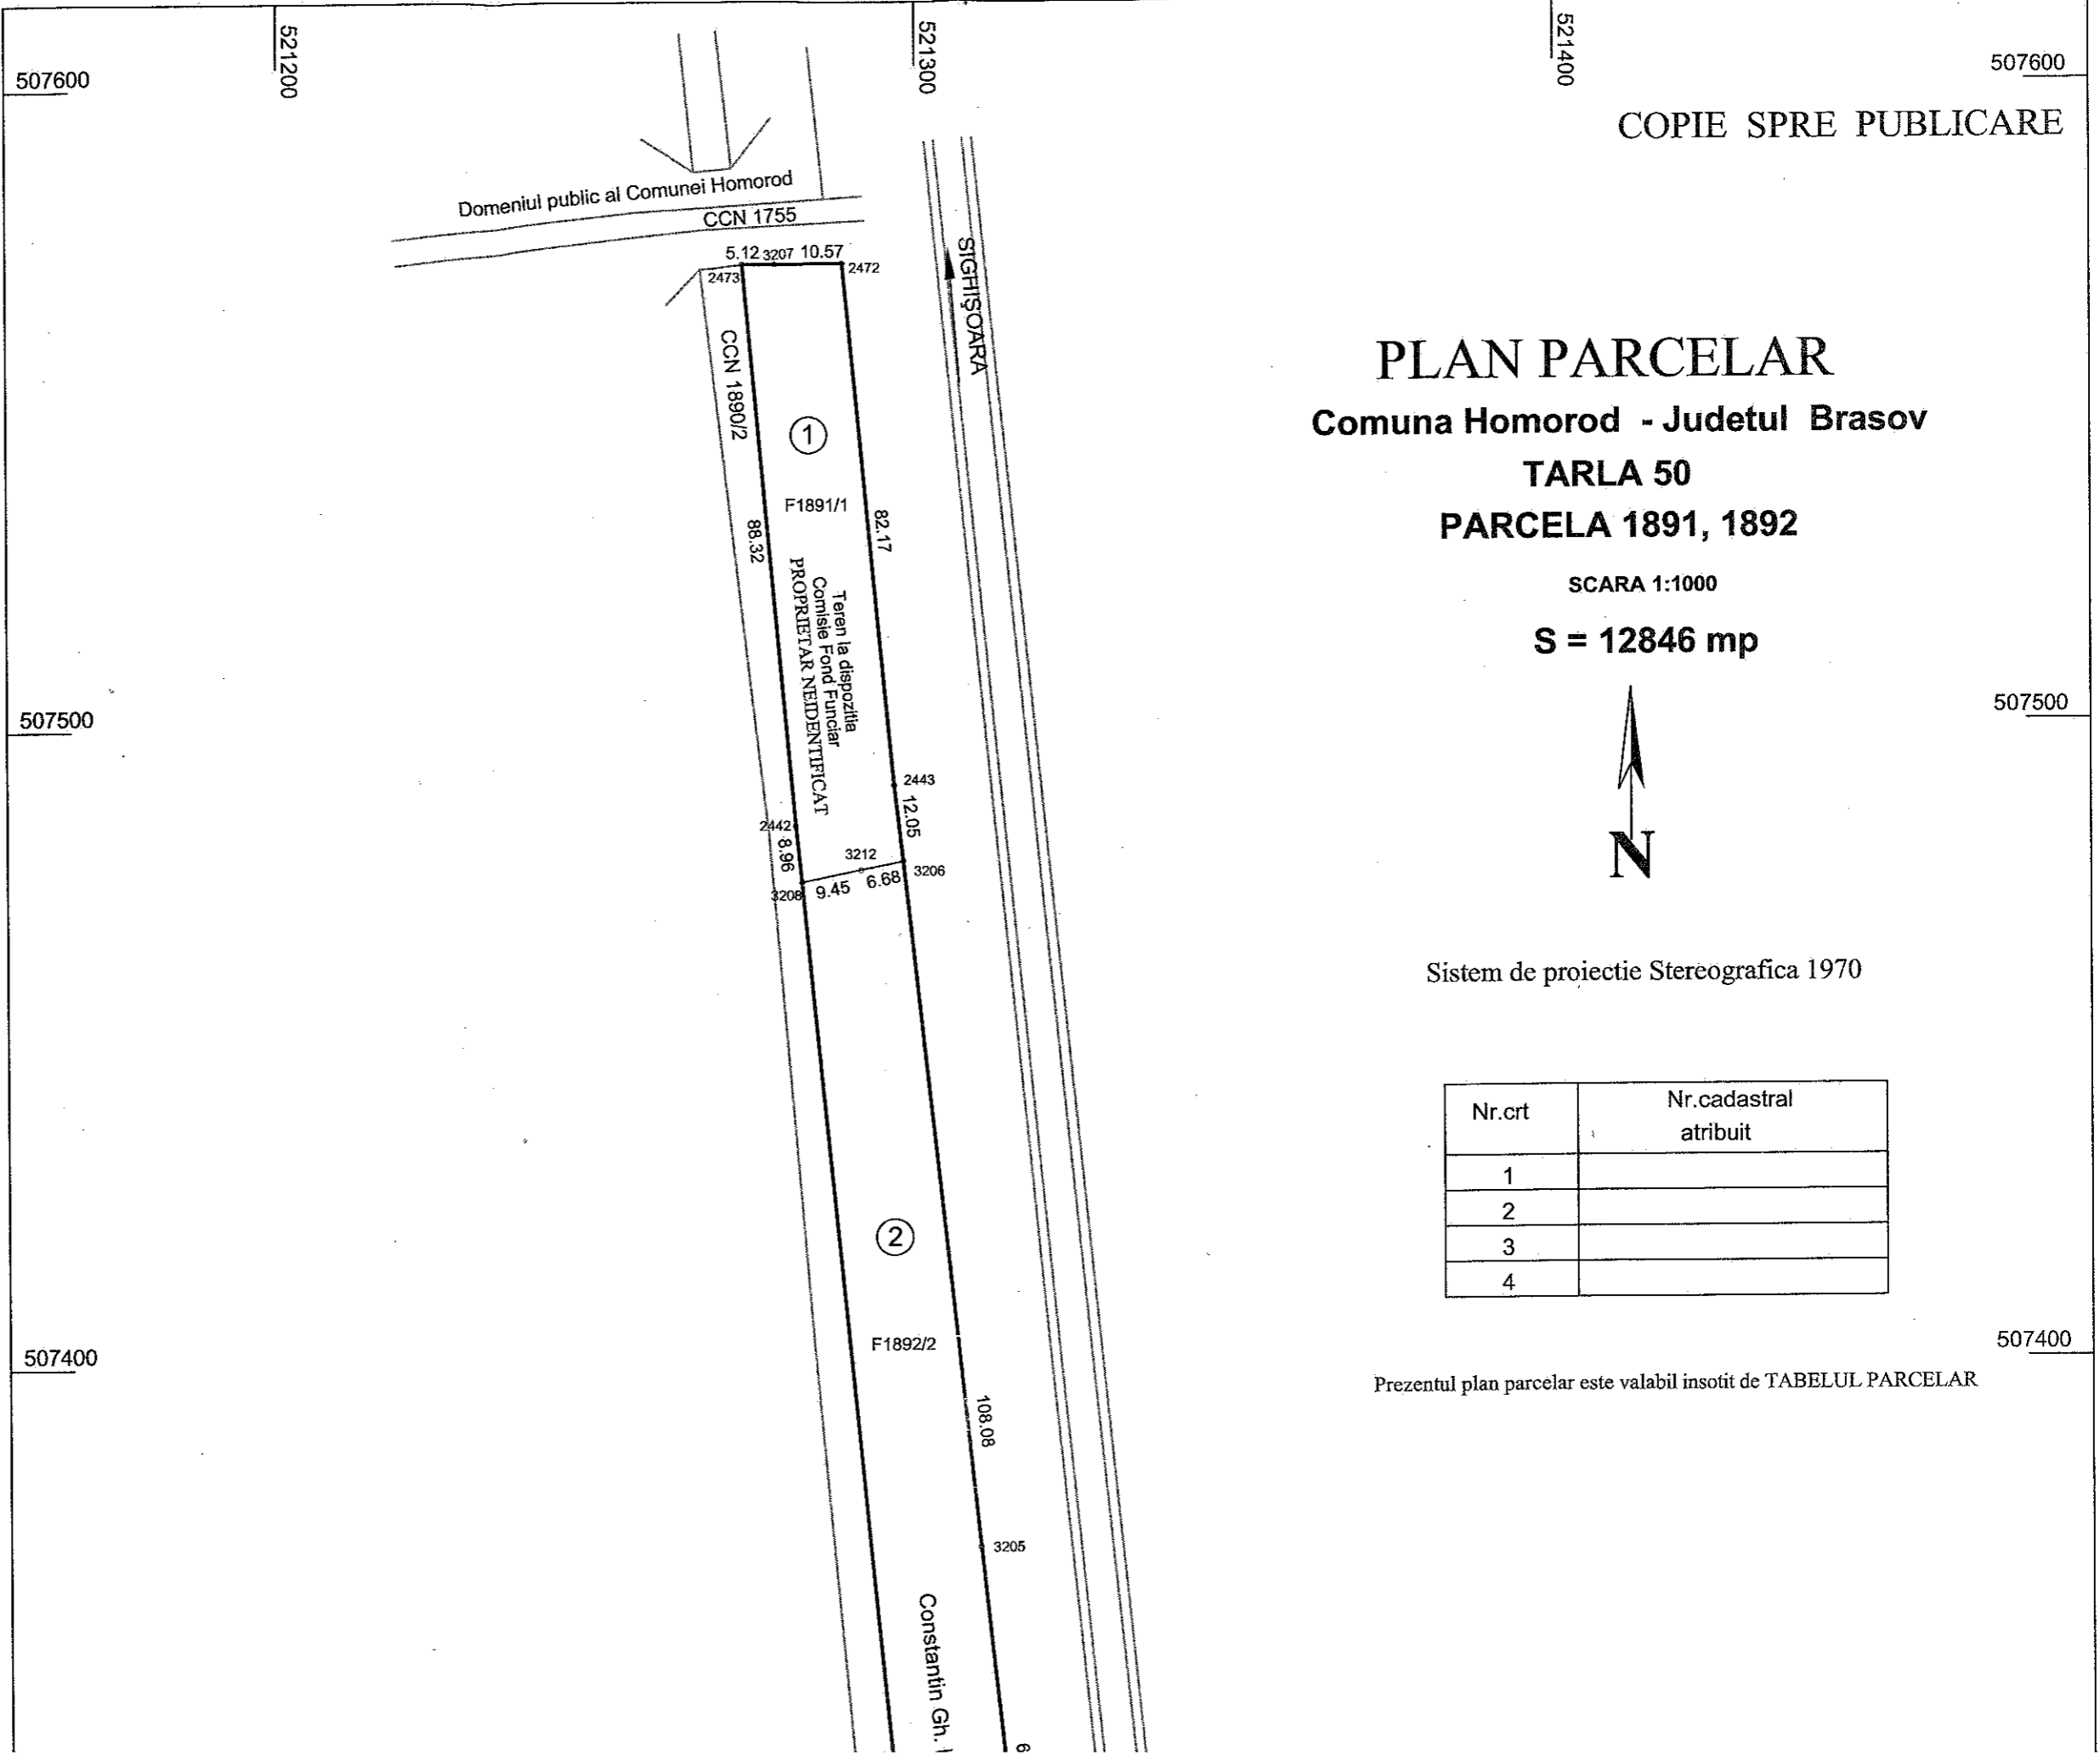 521200
521300
521400
507600
507600
COPIE SPRE PUBLICARE
Domeniul public al Comunei Homorod
CCN 1755
5.12 3207 10.57
2473
2472
SIGHIŞOARA
CCN 1890/2
1
F1891/1
88.32
82.17
Teren la dispozitia
Comisie Fond Funciar
PROPRIETAR NEIDENTIFICAT
PLAN PARCELAR
Comuna Homorod - Judetul Brasov
TARLA 50
PARCELA 1891, 1892
SCARA 1:1000
S = 12846 mp
507500
507500
N
2443
12.05
2442
8.96
3212
3206
3208
9.45
6.68
Sistem de proiectie Stereografica 1970
Nr.crt
Nr.cadastral
atribuit
1
2
3
4
2
F1892/2
507400
507400
Prezentul plan parcelar este valabil insotit de TABELUL PARCELAR
108.08
3205
Constantin Gh.
6